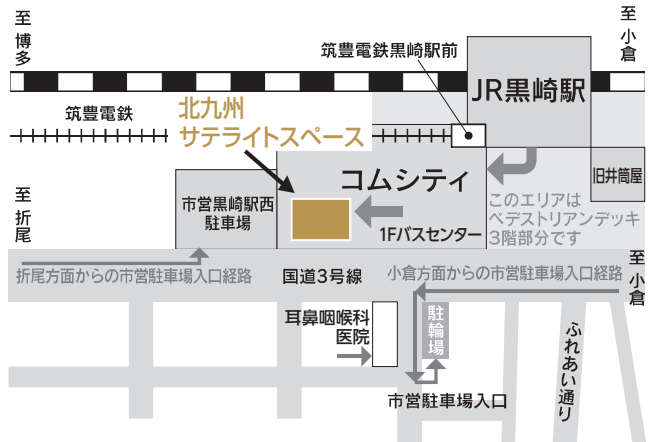 至 博多
至 小倉
筑豊電鉄黒崎駅前
JR黒崎駅
筑豊電鉄
北九州
サテライトスペース
コムシティ
旧井筒屋
至 折尾
市営黒崎駅西
駐車場
1Fバスセンター
このエリアは
ペデストリアンデッキ
3階部分です
至 小倉
折尾方面からの市営駐車場入口経路
国道3号線
小倉方面からの市営駐車場入口経路
耳鼻咽喉科
医院
駐輪場
ふれあい通り
市営駐車場入口